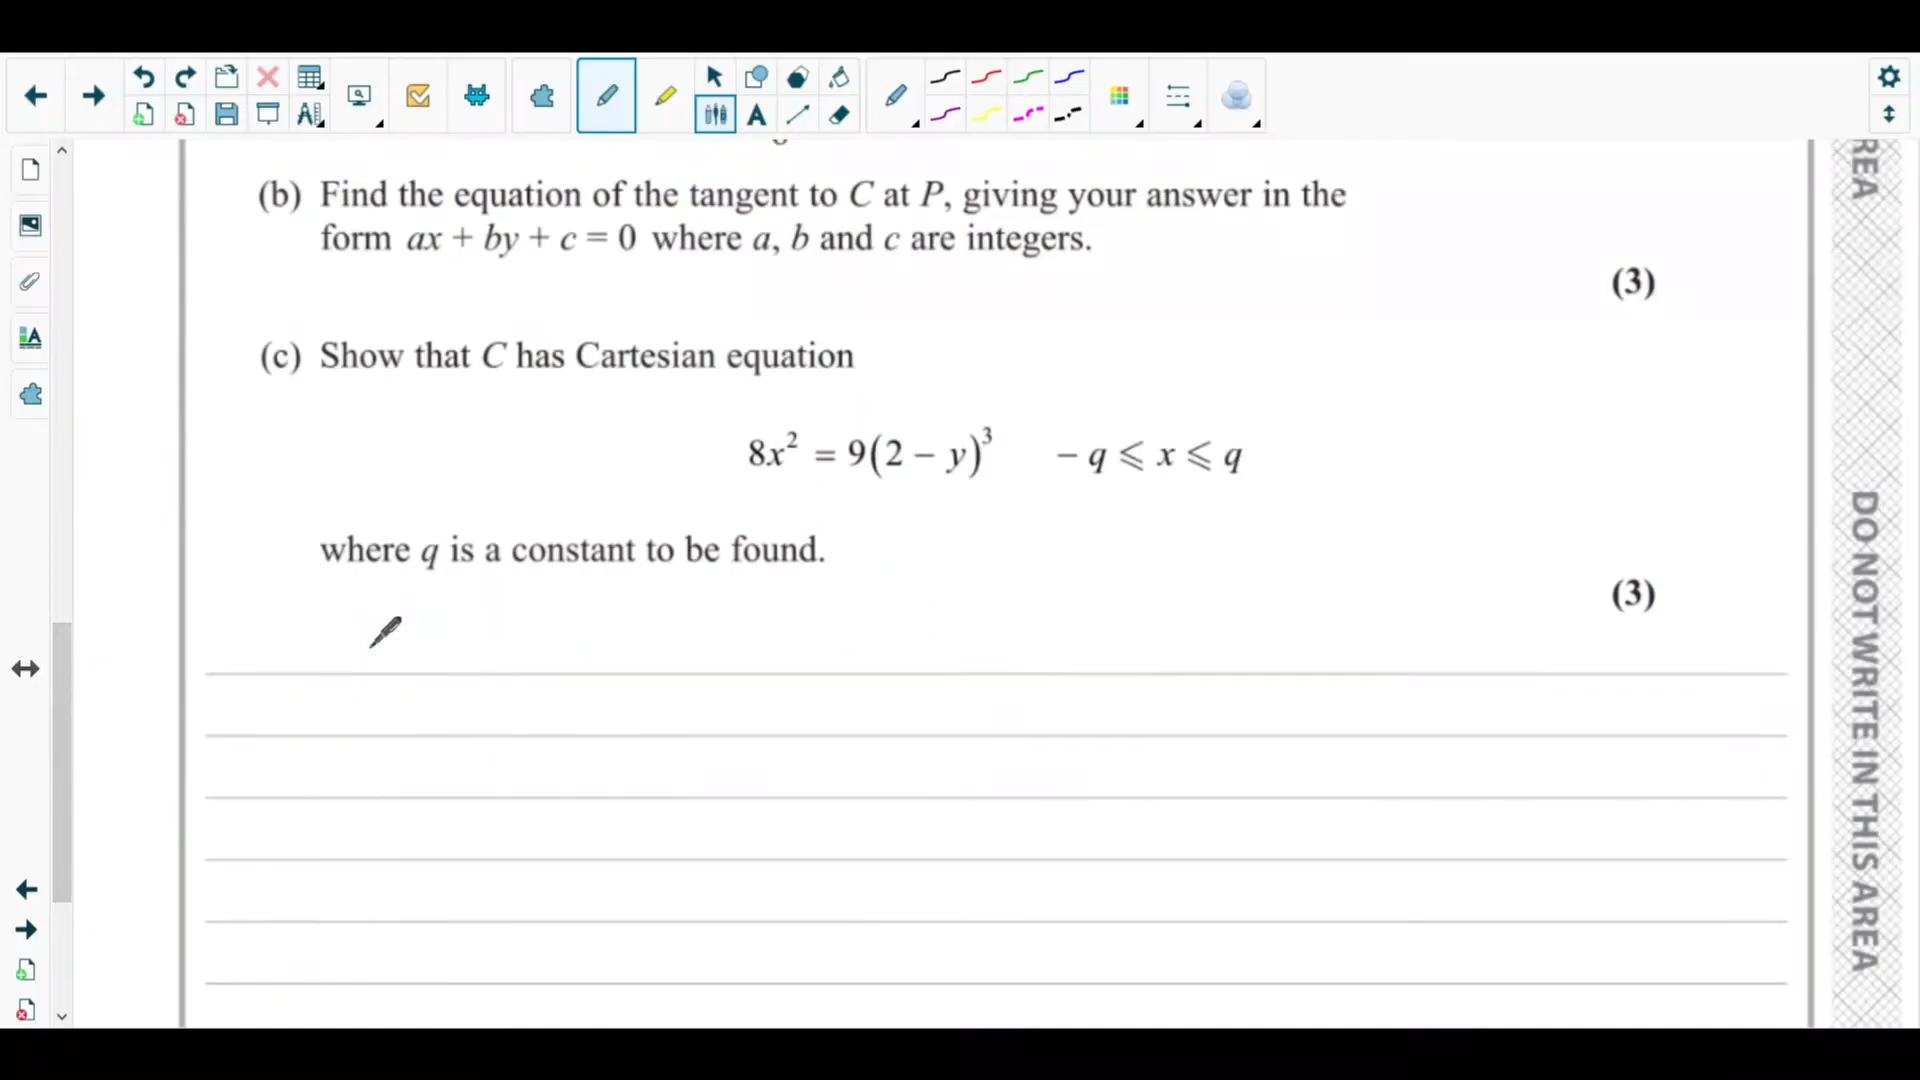 (b) Find the equation of the tangent to C at P, giving your answer in the
form ax + by + c = 0 where a, b and c are integers.
(3)
(c) Show that C has Cartesian equation
8x² = 9(2 − y)³ − q ⩽ x ⩽ q
where q is a constant to be found.
(3)
REA
DO NOT WRITE IN THIS AREA